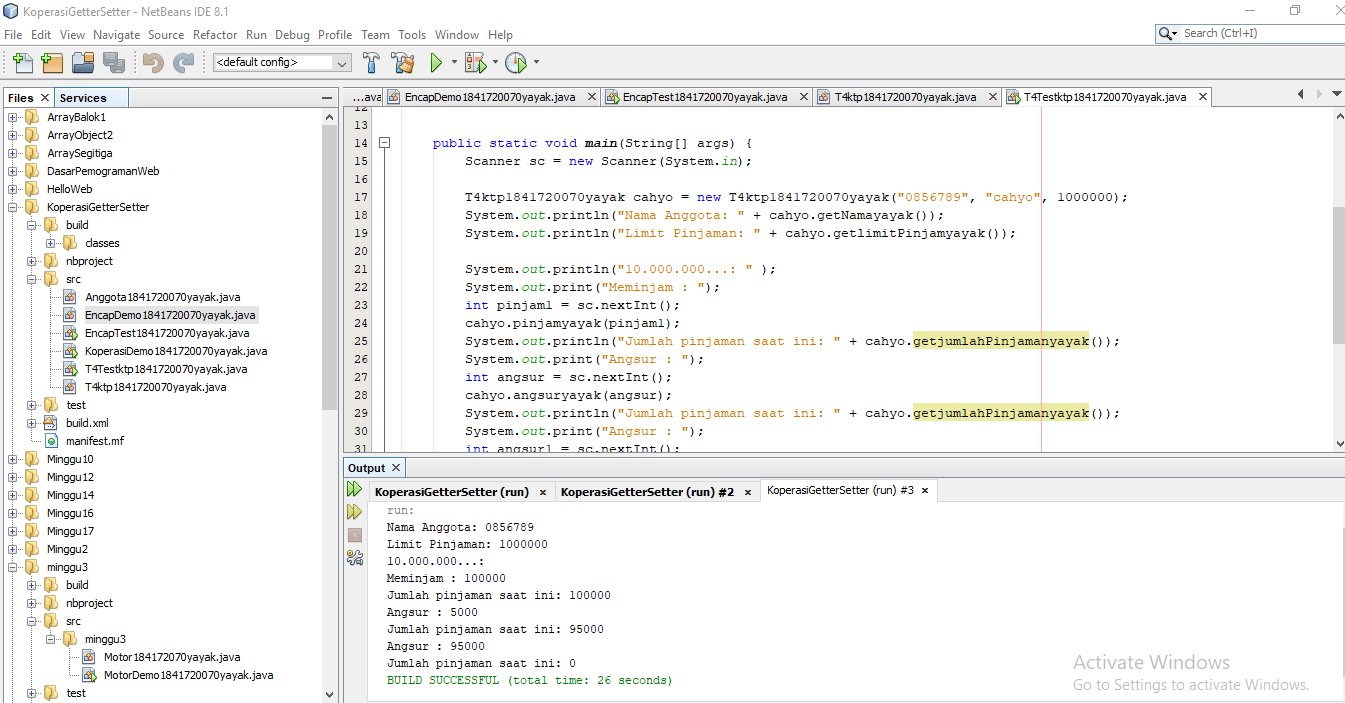 KoperasiGetterSetter - NetBeans IDE 8.1
File Edit View Navigate Source Refactor Run Debug Profile Team Tools Window Help
Search (Ctrl+I)
<default config>
Files
Services
ArrayBalok1
ArrayObject2
ArraySegitiga
DasarPemogramanWeb
HelloWeb
KoperasiGetterSetter
build
classes
nbproject
src
Anggota1841720070yayak.java
EncapDemo1841720070yayak.java
EncapTest1841720070yayak.java
KoperasiDemo1841720070yayak.java
T4Testktp1841720070yayak.java
T4ktp1841720070yayak.java
test
build.xml
manifest.mf
Minggu10
Minggu12
Minggu14
Minggu16
Minggu17
Minggu2
minggu3
build
nbproject
src
minggu3
Motor184172070yayak.java
MotorDemo1841720070yayak.java
test
...ava EncapDemo1841720070yayak.java EncapTest1841720070yayak.java T4ktp1841720070yayak.java T4Testktp1841720070yayak.java
12
13
14 public static void main(String[] args) {
15 Scanner sc = new Scanner(System.in);
16
17 T4ktp1841720070yayak cahyo = new T4ktp1841720070yayak("0856789", "cahyo", 1000000);
18 System.out.println("Nama Anggota: " + cahyo.getNamayayak());
19 System.out.println("Limit Pinjaman: " + cahyo.getlimitPinjamyayak());
20
21 System.out.println("10.000.000...: " );
22 System.out.print("Meminjam : ");
23 int pinjam1 = sc.nextInt();
24 cahyo.pinjamyayak(pinjam1);
25 System.out.println("Jumlah pinjaman saat ini: " + cahyo.getjumlahPinjamanyayak());
26 System.out.print("Angsur : ");
27 int angsur = sc.nextInt();
28 cahyo.angsuryayak(angsur);
29 System.out.println("Jumlah pinjaman saat ini: " + cahyo.getjumlahPinjamanyayak());
30 System.out.print("Angsur : ");
31 int angsur1 = sc.nextInt();
Output
KoperasiGetterSetter (run) KoperasiGetterSetter (run) #2 KoperasiGetterSetter (run) #3
run:
Nama Anggota: 0856789
Limit Pinjaman: 1000000
10.000.000...:
Meminjam : 100000
Jumlah pinjaman saat ini: 100000
Angsur : 5000
Jumlah pinjaman saat ini: 95000
Angsur : 95000
Jumlah pinjaman saat ini: 0
BUILD SUCCESSFUL (total time: 26 seconds)
Activate Windows
Go to Settings to activate Windows.